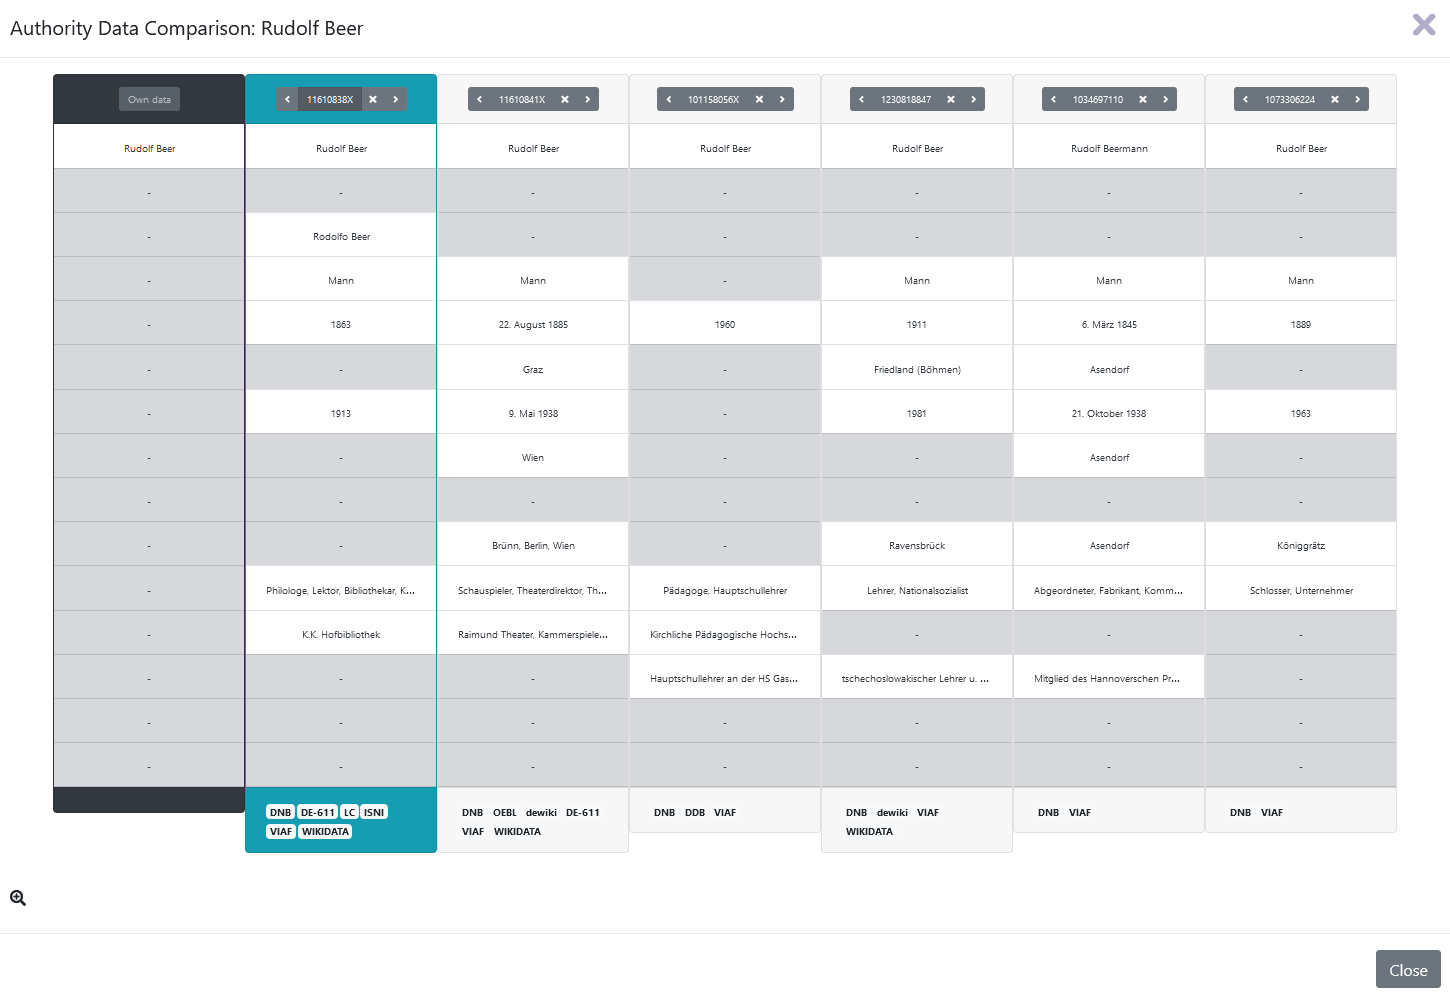 Authority Data Comparison: Rudolf Beer
Own data 11610838X 11610841X 101158056X 1230818847 1034697110 1073306224
Rudolf Beer Rudolf Beer Rudolf Beer Rudolf Beer Rudolf Beer Rudolf Beermann Rudolf Beer
- - - - - - -
- Rodolfo Beer - - - - -
- Mann Mann - Mann Mann Mann
- 1863 22. August 1885 1960 1911 6. März 1845 1889
- - Graz - Friedland (Böhmen) Asendorf -
- 1913 9. Mai 1938 - 1981 21. Oktober 1938 1963
- - Wien - - Asendorf -
- - - - - - -
- - Brünn, Berlin, Wien - Ravensbrück Asendorf Königgrätz
- Philologe, Lektor, Bibliothekar, K... Schauspieler, Theaterdirektor, Th... Pädagoge, Hauptschullehrer Lehrer, Nationalsozialist Abgeordneter, Fabrikant, Komm... Schlosser, Unternehmer
- K.K. Hofbibliothek Raimund Theater, Kammerspiele... Kirchliche Pädagogische Hochs... - - -
- - - Hauptschullehrer an der HS Gas... tschechoslowakischer Lehrer u. ... Mitglied des Hannoverschen Pr... -
- - - - - - -
- - - - - - -
DNB DE-611 LC ISNI DNB OEBL dewiki DE-611 DNB DDB VIAF DNB dewiki VIAF DNB VIAF DNB VIAF
VIAF WIKIDATA VIAF WIKIDATA WIKIDATA
Close